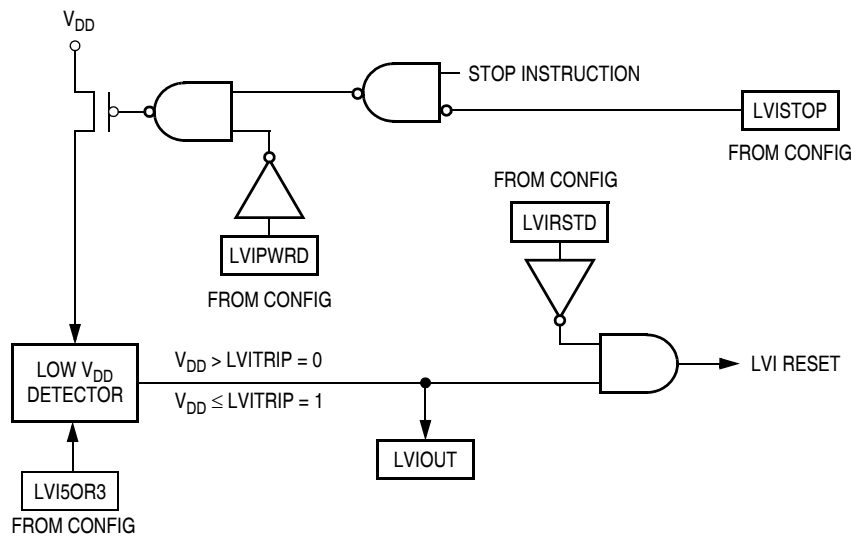 VDD
STOP INSTRUCTION
LVISTOP
FROM CONFIG
FROM CONFIG
LVIRSTD
LVIPWRD
FROM CONFIG
LOW VDD
DETECTOR
VDD > LVITRIP = 0
VDD ≤ LVITRIP = 1
LVI RESET
LVIOUT
LVI5OR3
FROM CONFIG